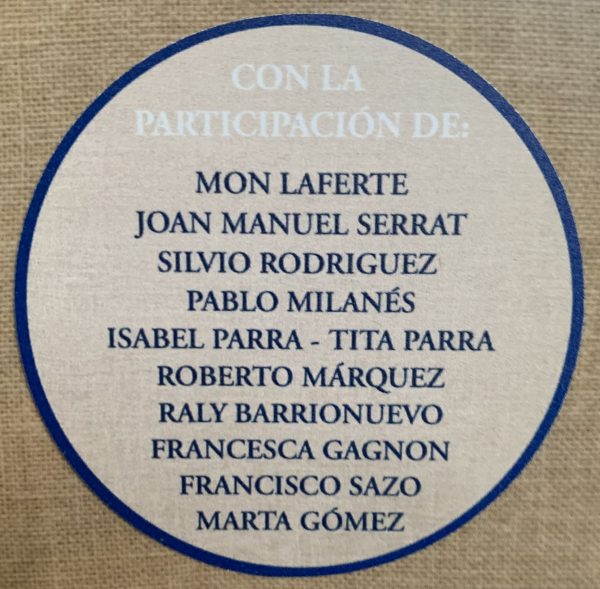 CON LA
PARTICIPACIÓN DE:
MON LAFERTE
JOAN MANUEL SERRAT
SILVIO RODRIGUEZ
PABLO MILANÉS
ISABEL PARRA - TITA PARRA
ROBERTO MÁRQUEZ
RALY BARRIONUEVO
FRANCESCA GAGNON
FRANCISCO SAZO
MARTA GÓMEZ